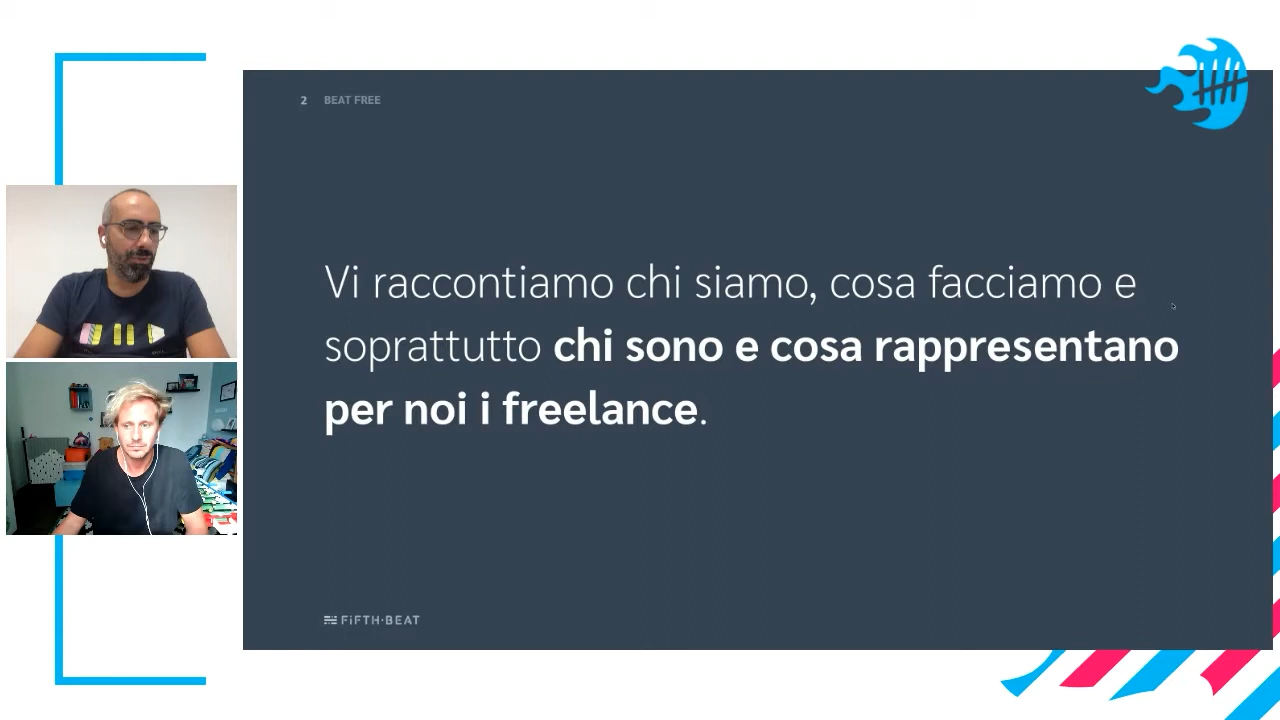 2 BEAT FREE
Vi raccontiamo chi siamo, cosa facciamo e
soprattutto chi sono e cosa rappresentano
per noi i freelance.
FiFTH·BEAT